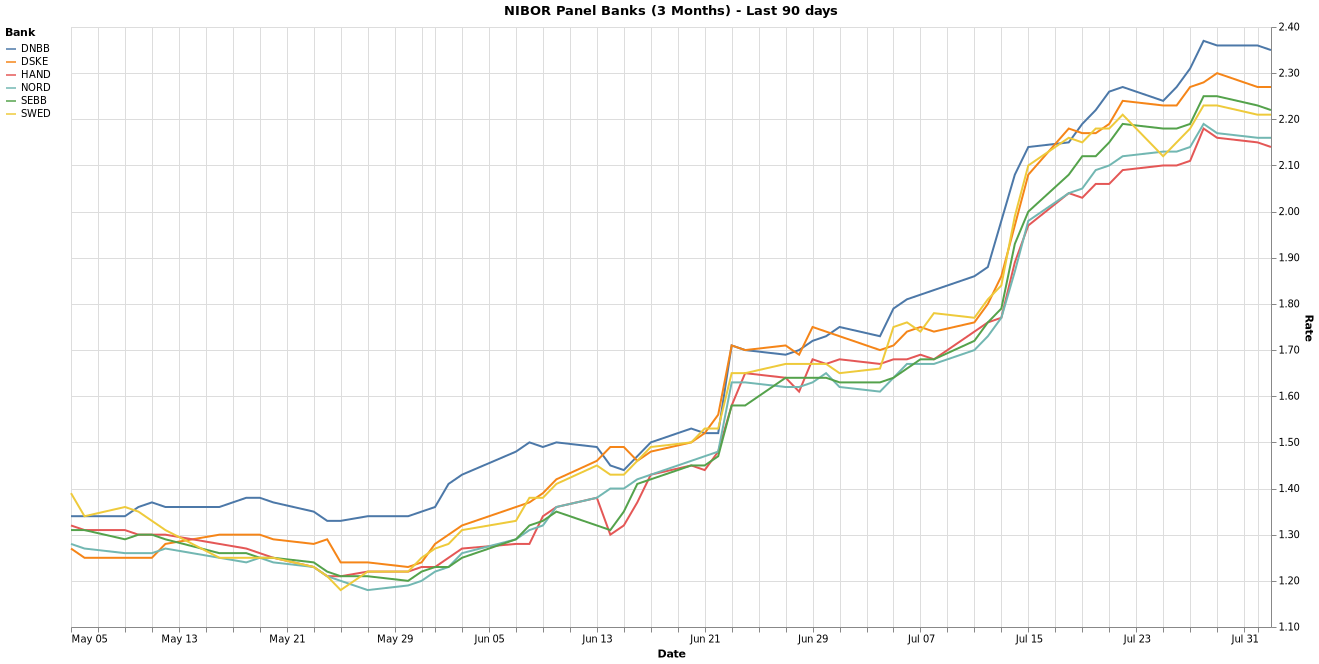 NIBOR Panel Banks (3 Months) - Last 90 days
Bank
DNBB
DSKE
HAND
NORD
SEBB
SWED
2.40
2.30
2.20
2.10
2.00
1.90
1.80
1.70
1.60
1.50
1.40
1.30
1.20
1.10
Rate
May 05 May 13 May 21 May 29 Jun 05 Jun 13 Jun 21 Jun 29 Jul 07 Jul 15 Jul 23 Jul 31
Date